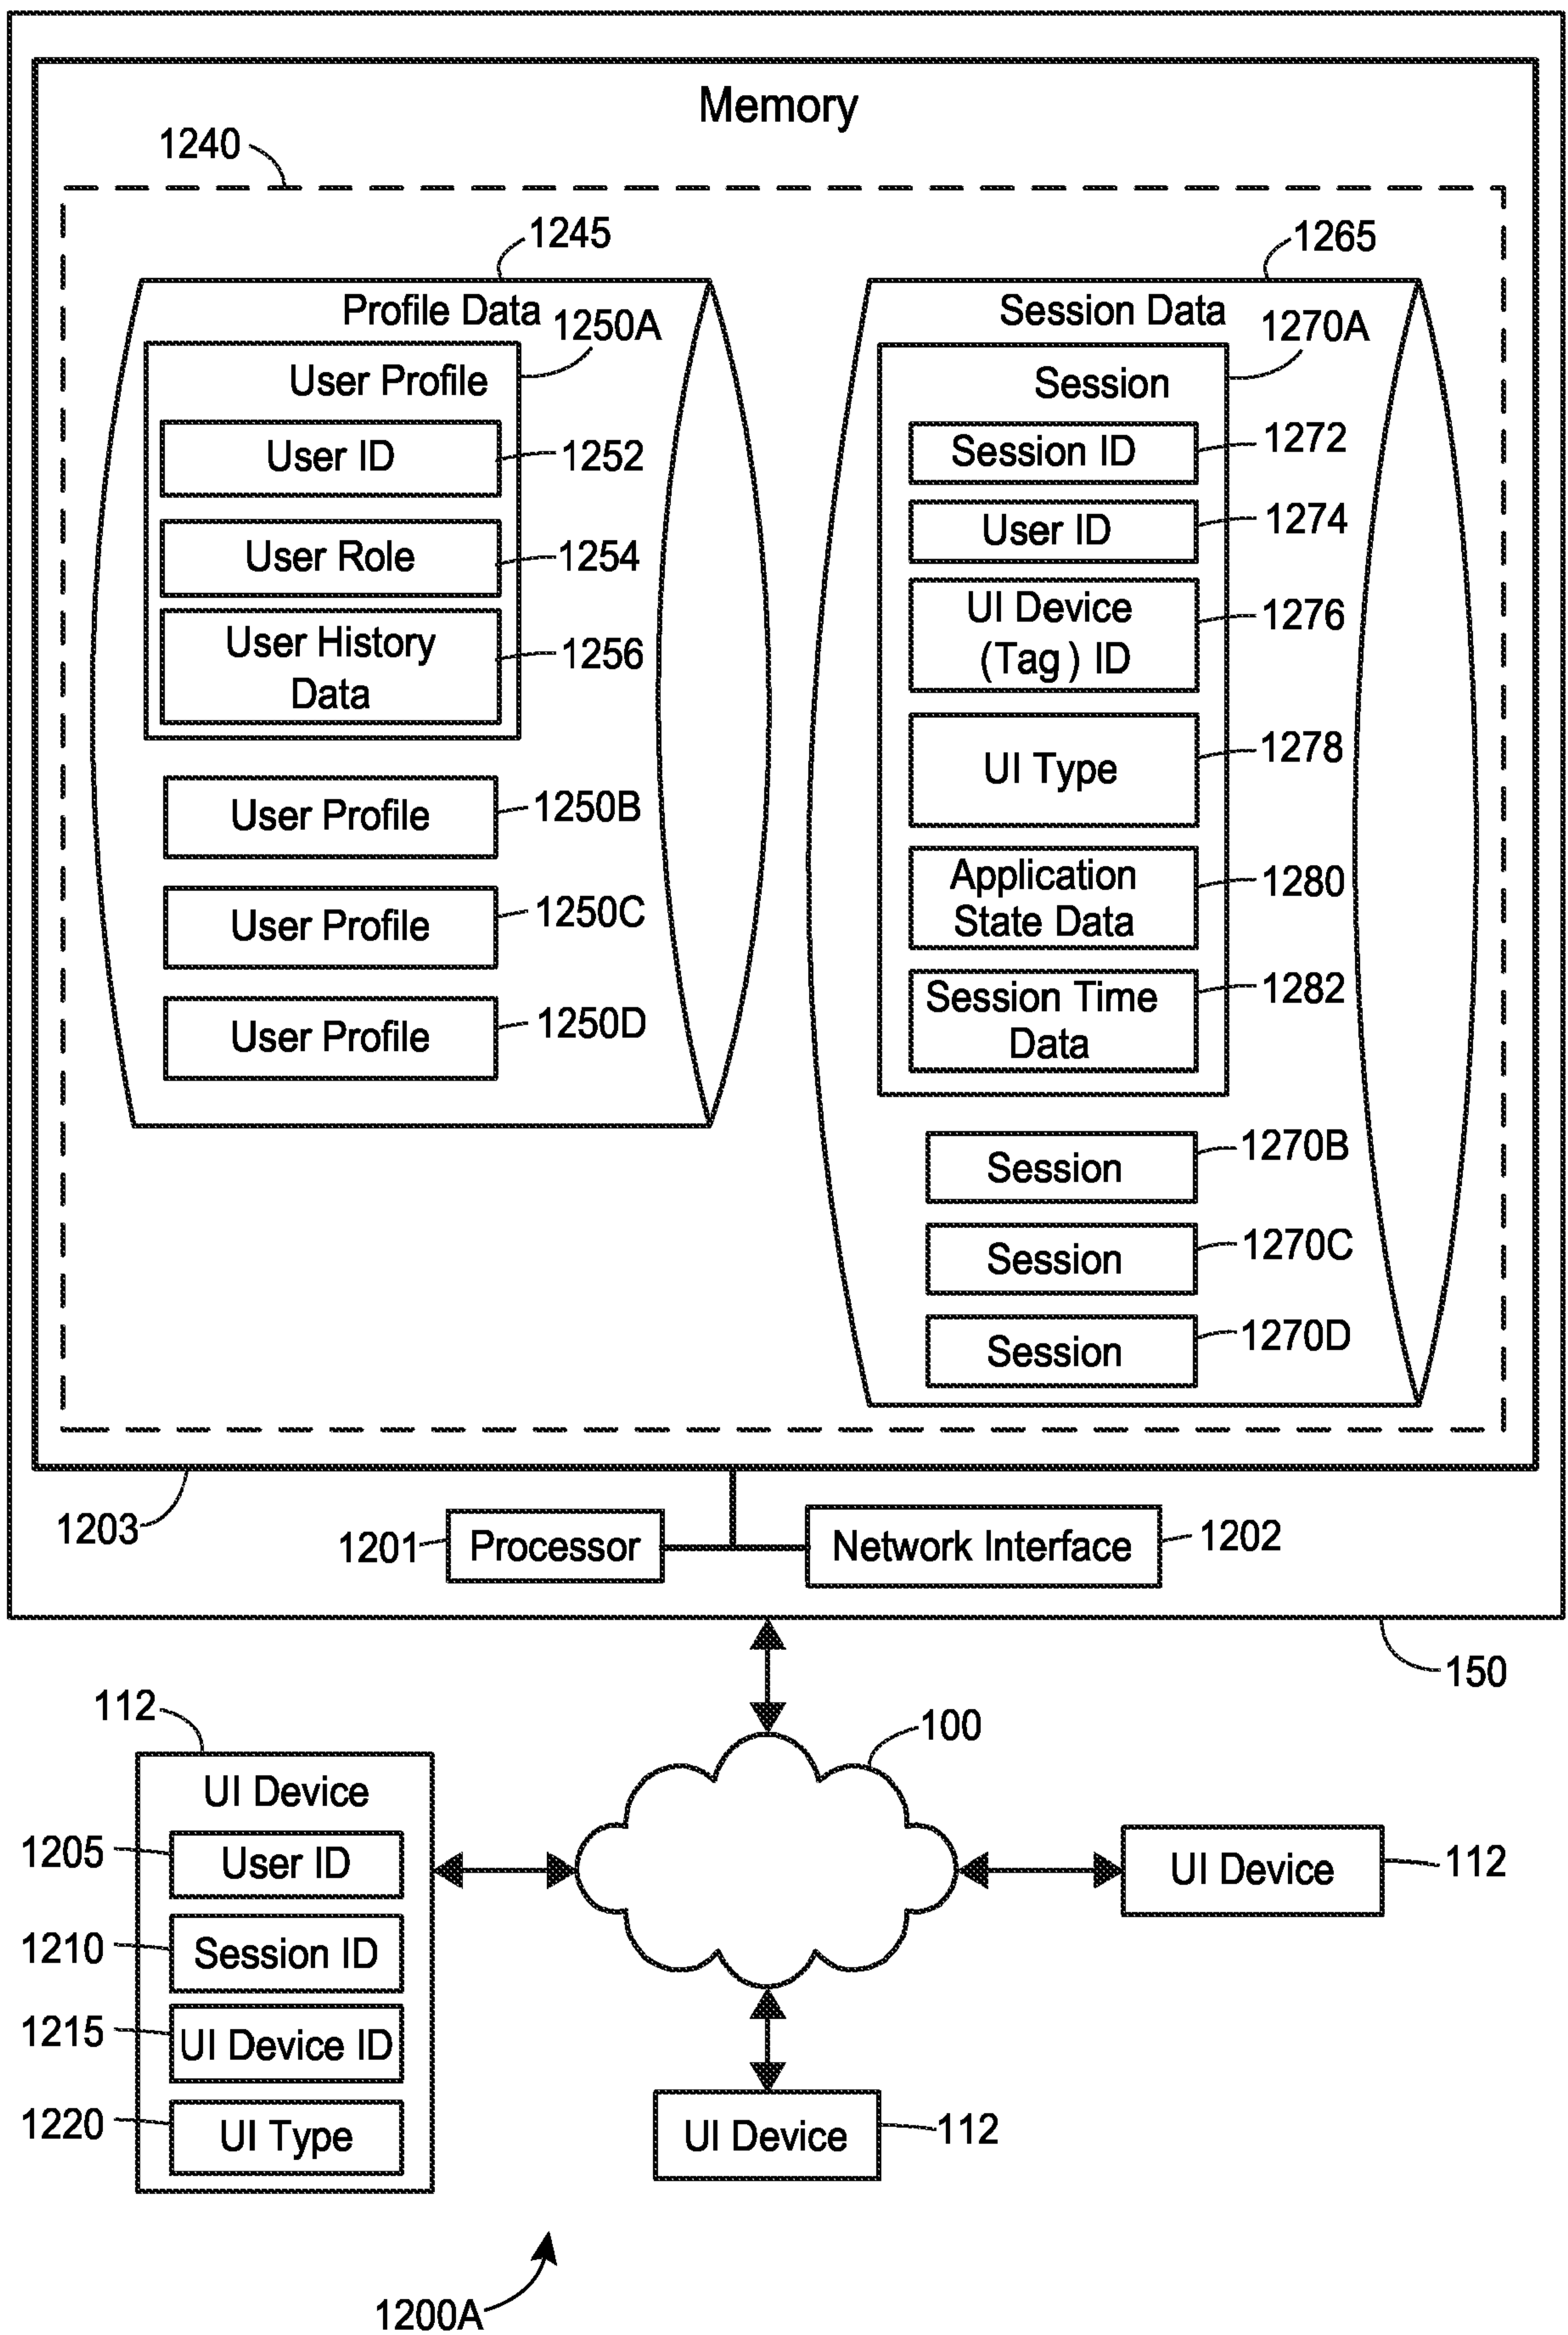 Memory
1240
1245
1265
Profile Data
Session Data
1250A
1270A
User Profile
Session
User ID
1252
Session ID
1272
User ID
1274
User Role
1254
UI Device
(Tag) ID
1276
User History
Data
1256
UI Type
1278
User Profile
1250B
Application
State Data
1280
User Profile
1250C
Session Time
Data
1282
User Profile
1250D
Session
1270B
Session
1270C
Session
1270D
1203
1201
Processor
Network Interface
1202
150
112
100
UI Device
1205
User ID
UI Device
112
1210
Session ID
1215
UI Device ID
1220
UI Type
UI Device
112
1200A